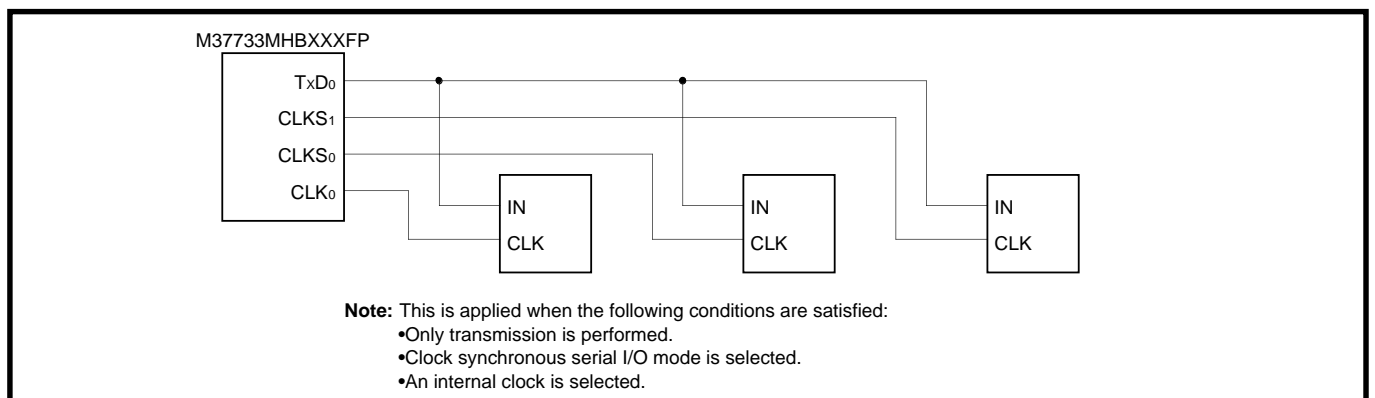 M37733MHBXXXFP
TxD0
CLKS1
CLKS0
CLK0
IN
CLK
IN
CLK
IN
CLK
Note: This is applied when the following conditions are satisfied:
•Only transmission is performed.
•Clock synchronous serial I/O mode is selected.
•An internal clock is selected.